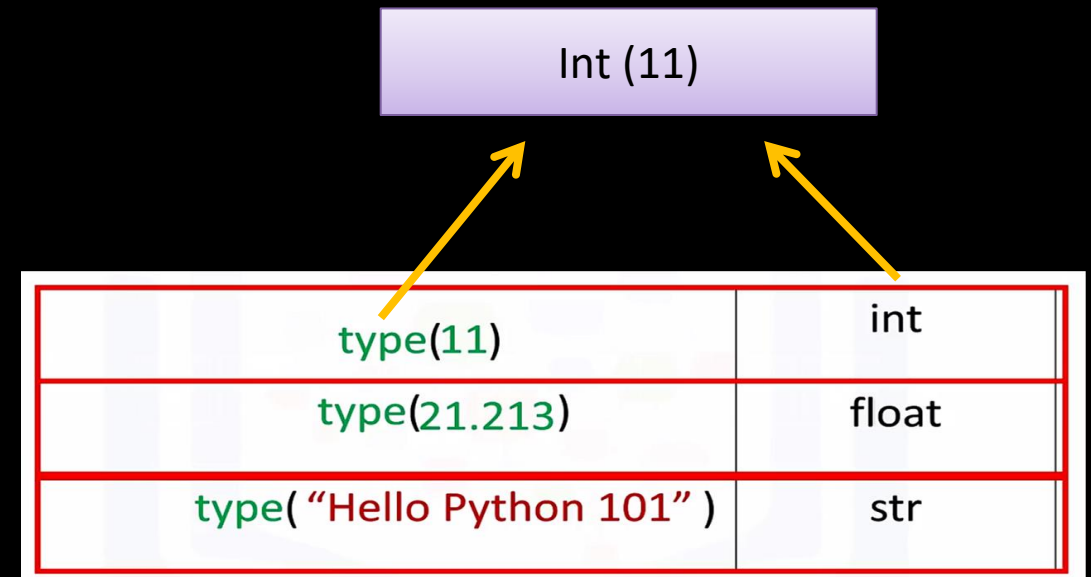 Int (11)
type(11) int
type(21.213) float
type( “Hello Python 101” ) str